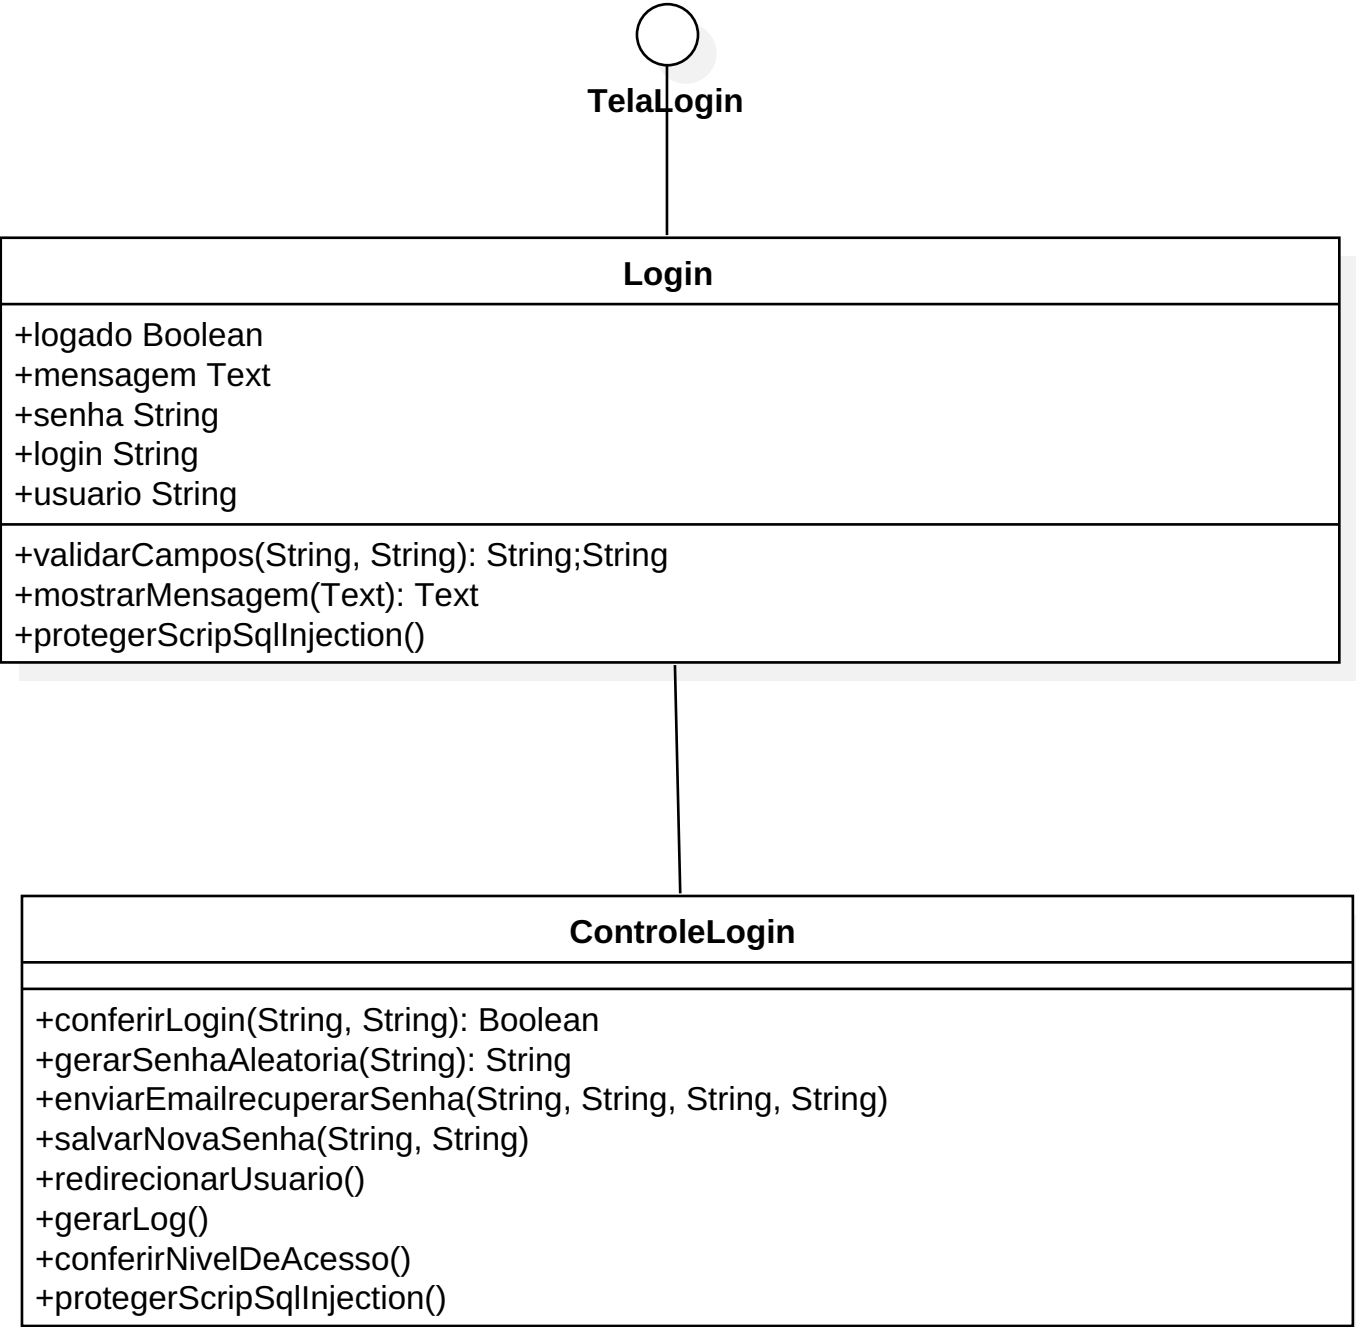 TelaLogin
Login
+logado Boolean
+mensagem Text
+senha String
+login String
+usuario String
+validarCampos(String, String): String;String
+mostrarMensagem(Text): Text
+protegerScripSqlInjection()
ControleLogin
+conferirLogin(String, String): Boolean
+gerarSenhaAleatoria(String): String
+enviarEmailrecuperarSenha(String, String, String, String)
+salvarNovaSenha(String, String)
+redirecionarUsuario()
+gerarLog()
+conferirNivelDeAcesso()
+protegerScripSqlInjection()